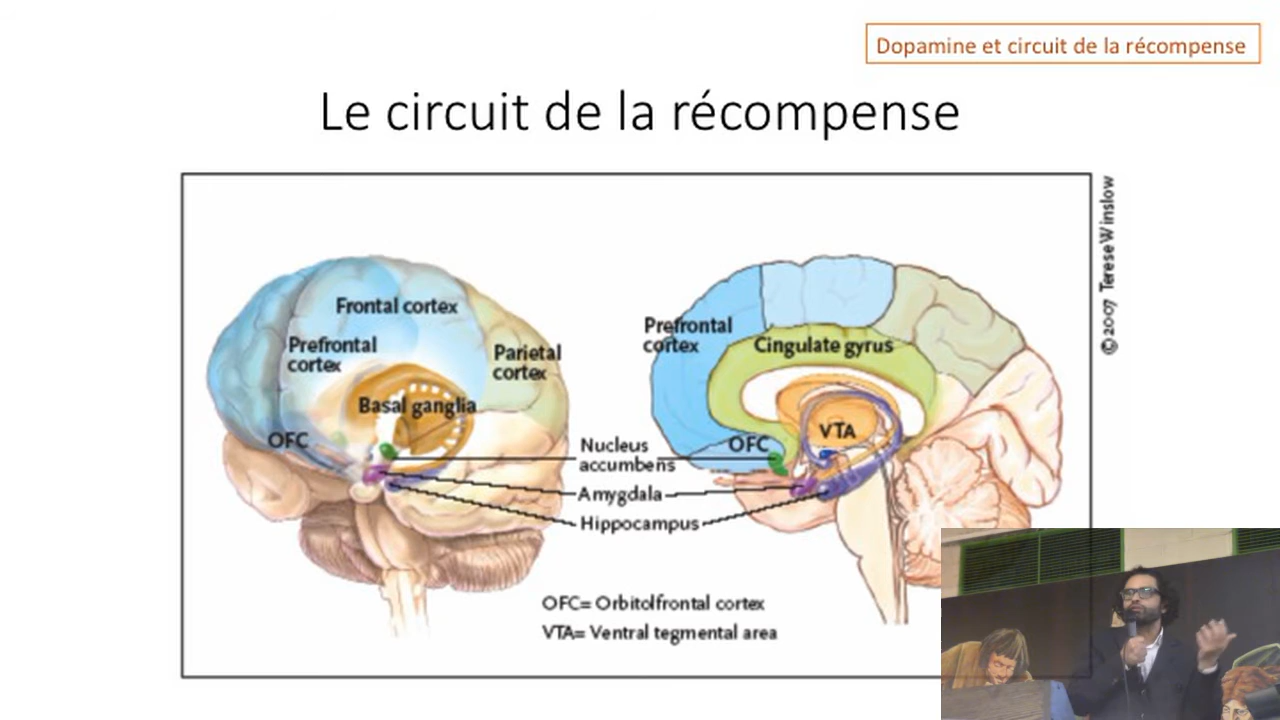 Dopamine et circuit de la récompense
Le circuit de la récompense
© 2007 Terese Winslow
Frontal cortex
Prefrontal
cortex
Parietal
cortex
Basal ganglia
OFC
Prefrontal
cortex
Cingulate gyrus
VTA
OFC
Nucleus
accumbens
Amygdala
Hippocampus
OFC= Orbitolfrontal cortex
VTA= Ventral tegmental area